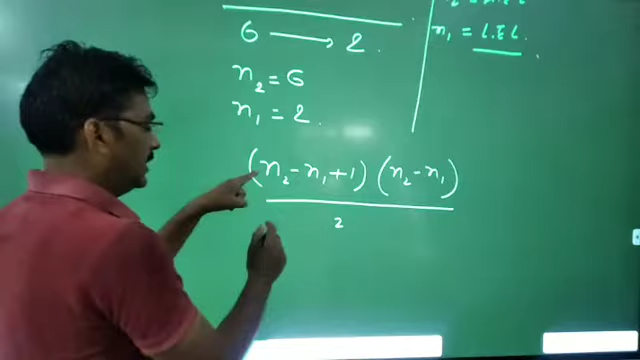 6 ⟶ 2.
n₂ = 6
n₁ = 2.
(n₂ - n₁ + 1) (n₂ - n₁)
2
n₁ = L.E.L.